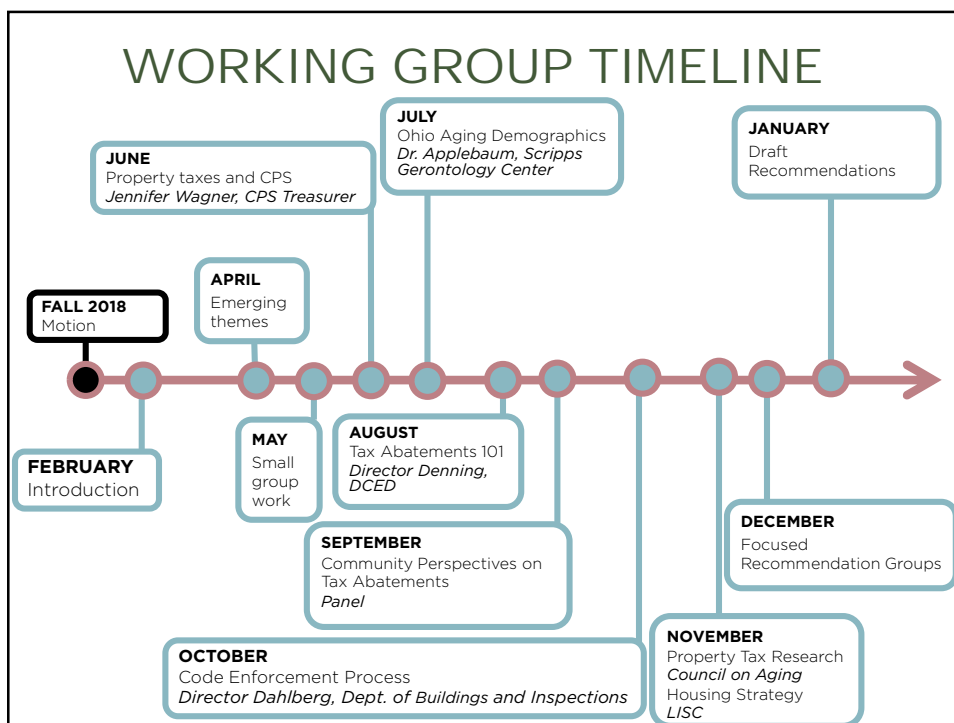 WORKING GROUP TIMELINE
FALL 2018
Motion
FEBRUARY
Introduction
APRIL
Emerging
themes
MAY
Small
group
work
JUNE
Property taxes and CPS
Jennifer Wagner, CPS Treasurer
JULY
Ohio Aging Demographics
Dr. Applebaum, Scripps
Gerontology Center
AUGUST
Tax Abatements 101
Director Denning,
DCED
SEPTEMBER
Community Perspectives on
Tax Abatements
Panel
OCTOBER
Code Enforcement Process
Director Dahlberg, Dept. of Buildings and Inspections
NOVEMBER
Property Tax Research
Council on Aging
Housing Strategy
LISC
DECEMBER
Focused
Recommendation Groups
JANUARY
Draft
Recommendations